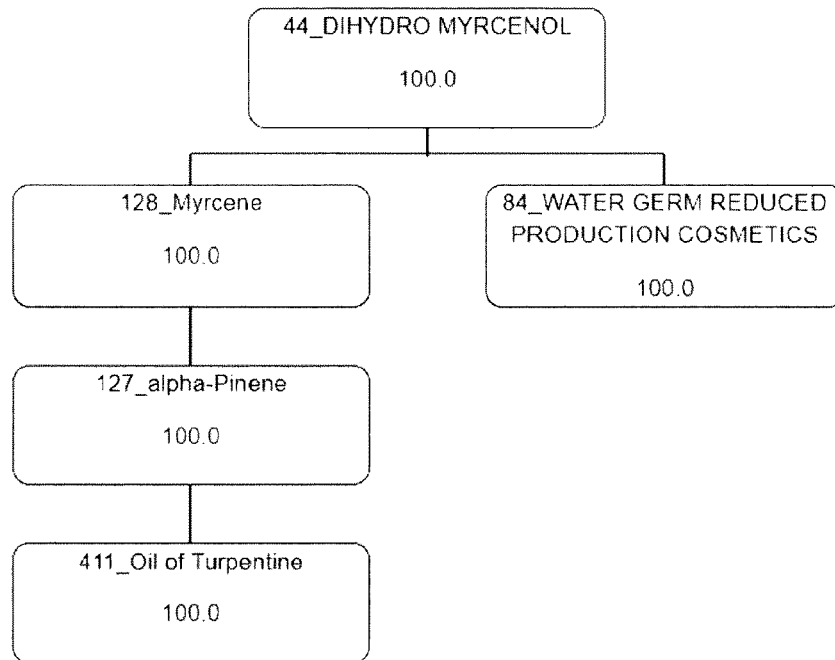 44_DIHYDRO MYRCENOL
100.0
128_Myrcene
100.0
84_WATER GERM REDUCED
PRODUCTION COSMETICS
100.0
127_alpha-Pinene
100.0
411_Oil of Turpentine
100.0